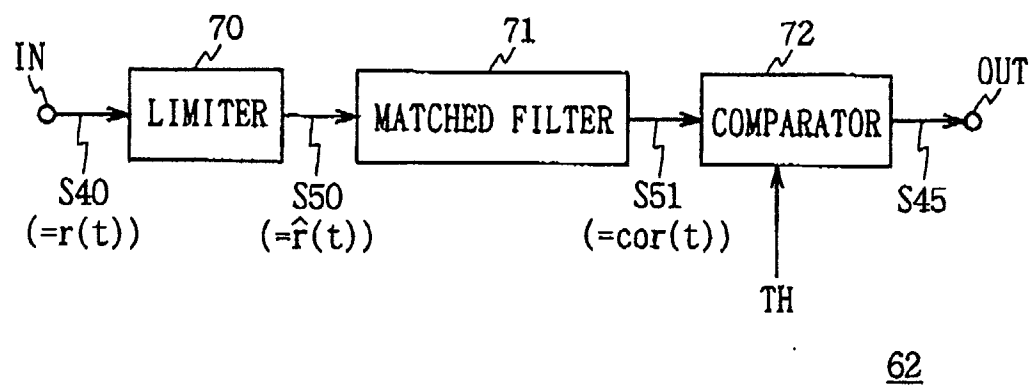 70
71
72
IN
OUT
LIMITER
MATCHED FILTER
COMPARATOR
S40
(=r(t))
S50
(=r̂(t))
S51
(=cor(t))
S45
TH
62